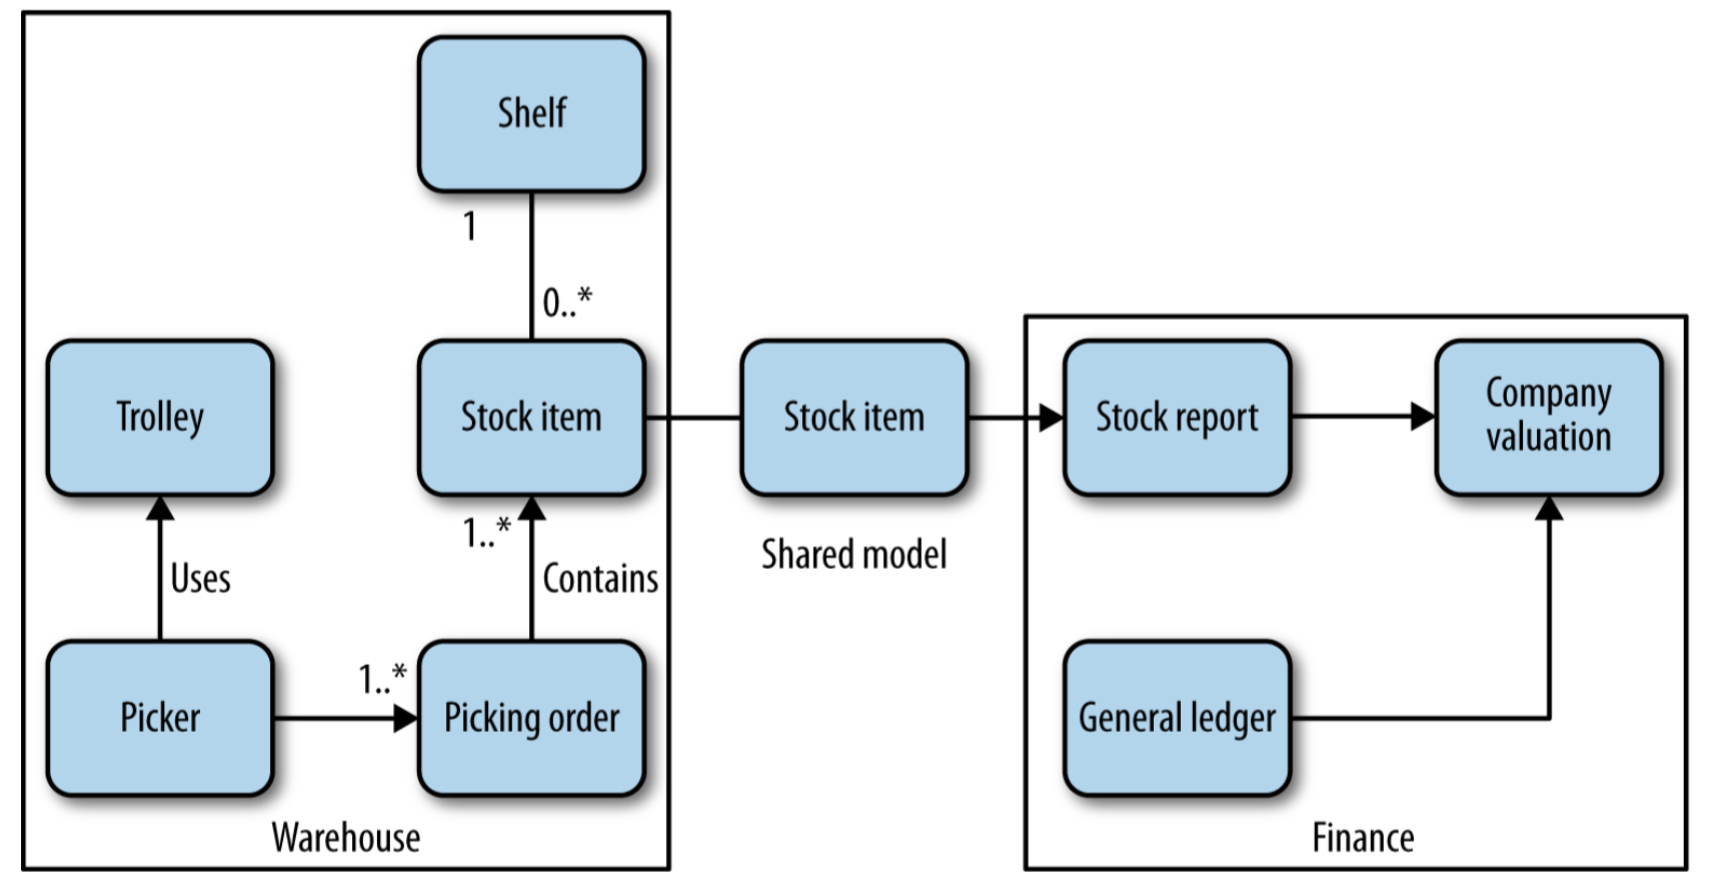 Shelf
1
0..*
Trolley
Stock item
Stock item
Stock report
Company
valuation
1..*
Shared model
Uses
Contains
1..*
Picker
Picking order
General ledger
Warehouse
Finance